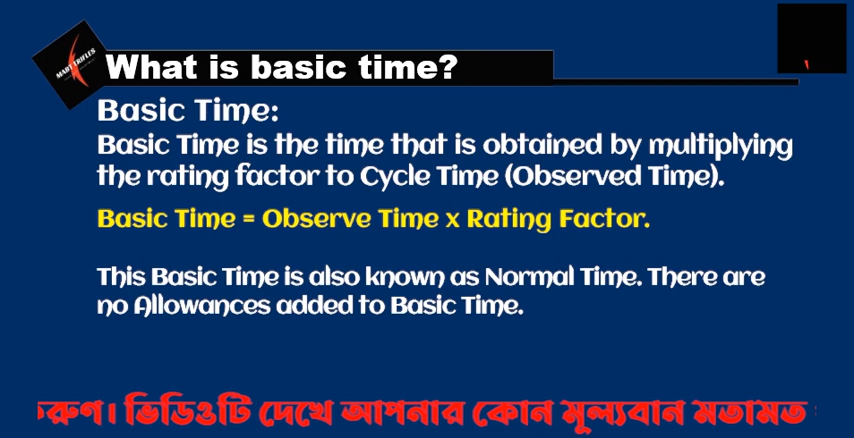 What is basic time?
Basic Time:
Basic Time is the time that is obtained by multiplying
the rating factor to Cycle Time (Observed Time).
Basic Time = Observe Time x Rating Factor.
This Basic Time is also known as Normal Time. There are
no Allowances added to Basic Time.
করুণ। ভিডিওটি দেখে আপনার কোন মূল্যবান মতামত